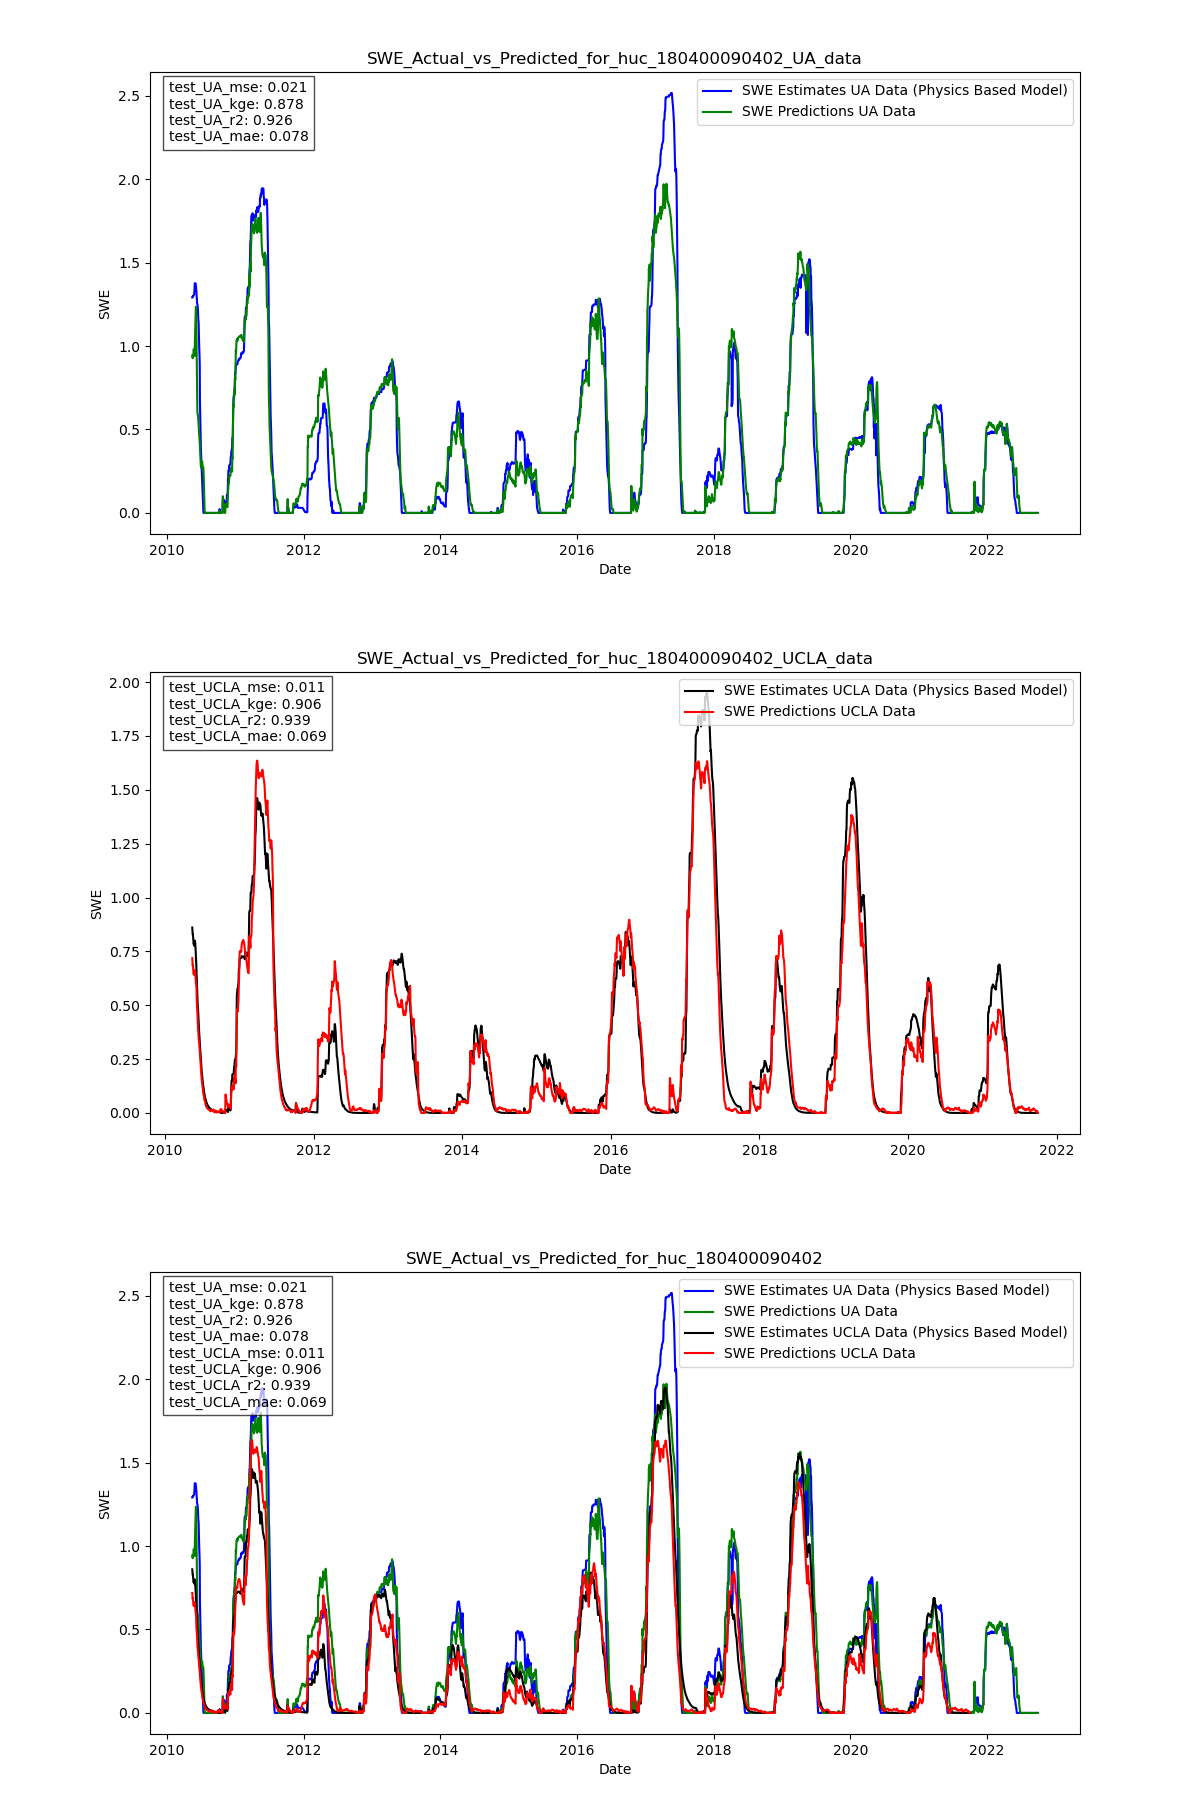 SWE_Actual_vs_Predicted_for_huc_180400090402_UA_data
test_UA_mse: 0.021
test_UA_kge: 0.878
test_UA_r2: 0.926
test_UA_mae: 0.078
SWE Estimates UA Data (Physics Based Model)
SWE Predictions UA Data
2.5
2.0
1.5
1.0
0.5
0.0
SWE
2010
2012
2014
2016
2018
2020
2022
Date
SWE_Actual_vs_Predicted_for_huc_180400090402_UCLA_data
test_UCLA_mse: 0.011
test_UCLA_kge: 0.906
test_UCLA_r2: 0.939
test_UCLA_mae: 0.069
SWE Estimates UCLA Data (Physics Based Model)
SWE Predictions UCLA Data
2.00
1.75
1.50
1.25
1.00
0.75
0.50
0.25
0.00
SWE
2010
2012
2014
2016
2018
2020
2022
Date
SWE_Actual_vs_Predicted_for_huc_180400090402
test_UA_mse: 0.021
test_UA_kge: 0.878
test_UA_r2: 0.926
test_UA_mae: 0.078
test_UCLA_mse: 0.011
test_UCLA_kge: 0.906
test_UCLA_r2: 0.939
test_UCLA_mae: 0.069
SWE Estimates UA Data (Physics Based Model)
SWE Predictions UA Data
SWE Estimates UCLA Data (Physics Based Model)
SWE Predictions UCLA Data
2.5
2.0
1.5
1.0
0.5
0.0
SWE
2010
2012
2014
2016
2018
2020
2022
Date